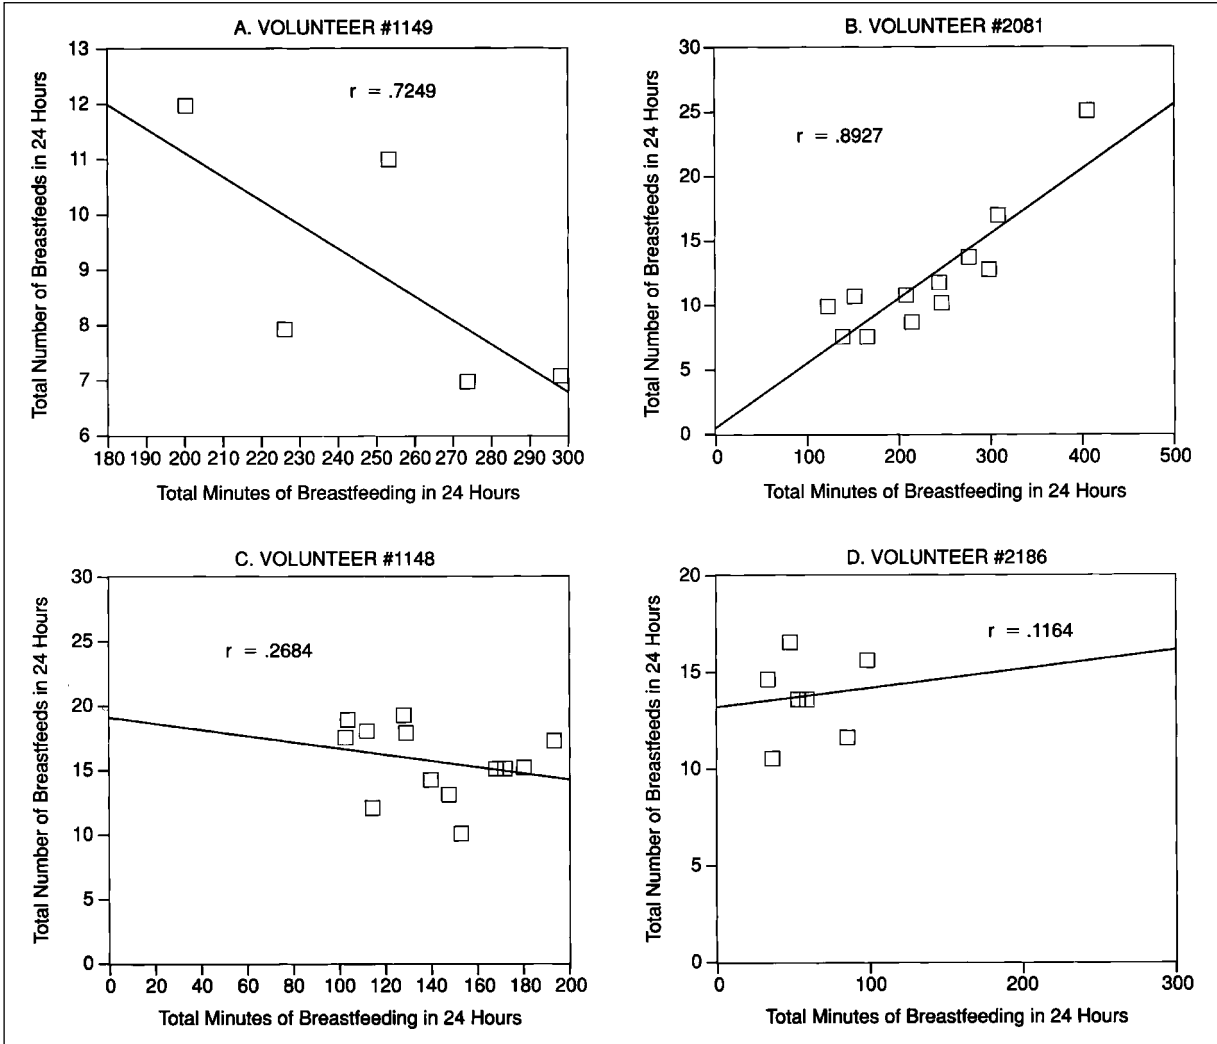 A. VOLUNTEER #1149
r = .7249
Total Number of Breastfeeds in 24 Hours
13
12
11
10
9
8
7
6
180 190 200 210 220 230 240 250 260 270 280 290 300
Total Minutes of Breastfeeding in 24 Hours
B. VOLUNTEER #2081
r = .8927
Total Number of Breastfeeds in 24 Hours
30
25
20
15
10
5
0
0 100 200 300 400 500
Total Minutes of Breastfeeding in 24 Hours
C. VOLUNTEER #1148
r = .2684
Total Number of Breastfeeds in 24 Hours
30
25
20
15
10
5
0
0 20 40 60 80 100 120 140 160 180 200
Total Minutes of Breastfeeding in 24 Hours
D. VOLUNTEER #2186
r = .1164
Total Number of Breastfeeds in 24 Hours
20
15
10
5
0
0 100 200 300
Total Minutes of Breastfeeding in 24 Hours